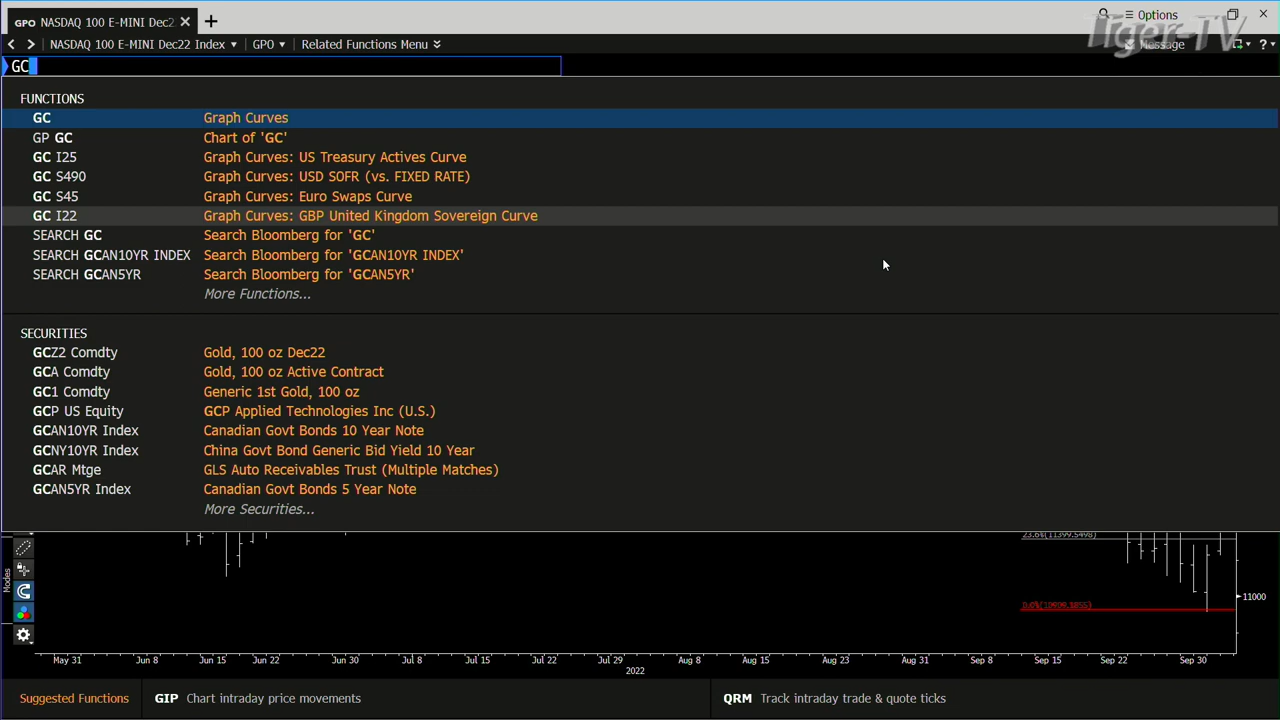 GPO NASDAQ 100 E-MINI Dec2
Options
NASDAQ 100 E-MINI Dec22 Index GPO Related Functions Menu
Message
Tiger-TV
GC
FUNCTIONS
GC Graph Curves
GP GC Chart of 'GC'
GC I25 Graph Curves: US Treasury Actives Curve
GC S490 Graph Curves: USD SOFR (vs. FIXED RATE)
GC S45 Graph Curves: Euro Swaps Curve
GC I22 Graph Curves: GBP United Kingdom Sovereign Curve
SEARCH GC Search Bloomberg for 'GC'
SEARCH GCAN10YR INDEX Search Bloomberg for 'GCAN10YR INDEX'
SEARCH GCAN5YR Search Bloomberg for 'GCAN5YR'
More Functions...
SECURITIES
GCZ2 Comdty Gold, 100 oz Dec22
GCA Comdty Gold, 100 oz Active Contract
GC1 Comdty Generic 1st Gold, 100 oz
GCP US Equity GCP Applied Technologies Inc (U.S.)
GCAN10YR Index Canadian Govt Bonds 10 Year Note
GCNY10YR Index China Govt Bond Generic Bid Yield 10 Year
GCAR Mtge GLS Auto Receivables Trust (Multiple Matches)
GCAN5YR Index Canadian Govt Bonds 5 Year Note
More Securities...
23.6%(11399.5498)
Modes
11000
0.0%(10909.1855)
May 31 Jun 8 Jun 15 Jun 22 Jun 30 Jul 8 Jul 15 Jul 22 Jul 29 Aug 8 Aug 15 Aug 23 Aug 31 Sep 8 Sep 15 Sep 22 Sep 30
2022
Suggested Functions GIP Chart intraday price movements QRM Track intraday trade & quote ticks